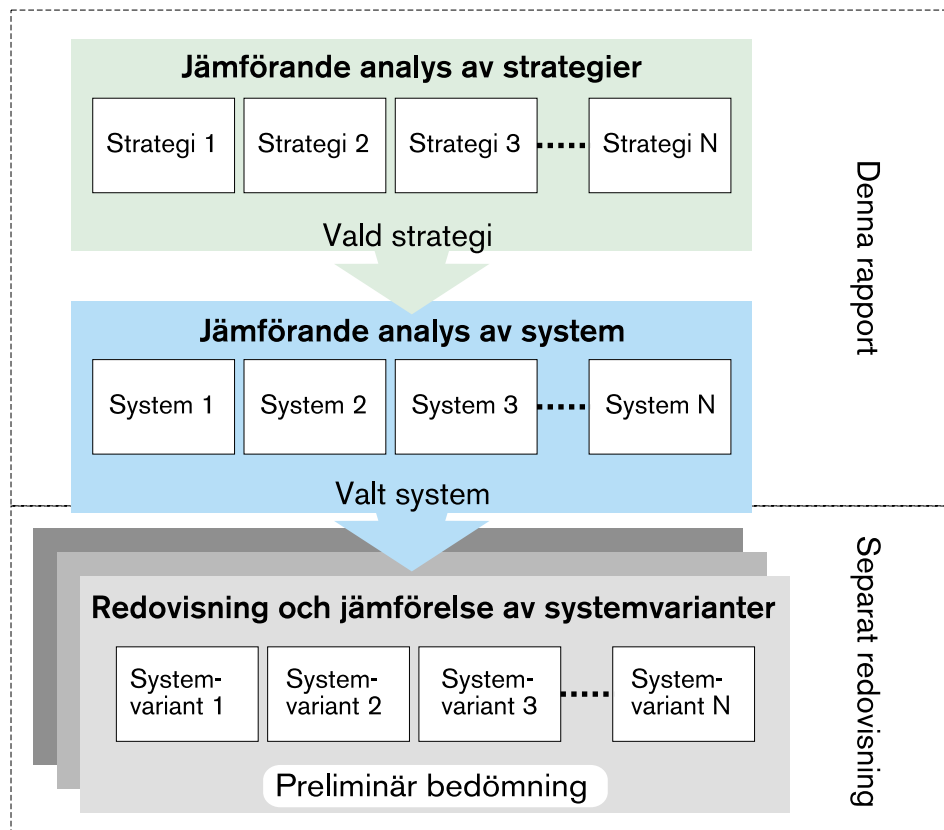 Jämförande analys av strategier
Strategi 1
Strategi 2
Strategi 3
Strategi N
Vald strategi
Jämförande analys av system
System 1
System 2
System 3
System N
Valt system
Denna rapport
Redovisning och jämförelse av systemvarianter
System-
variant 1
System-
variant 2
System-
variant 3
System-
variant N
Preliminär bedömning
Separat redovisning